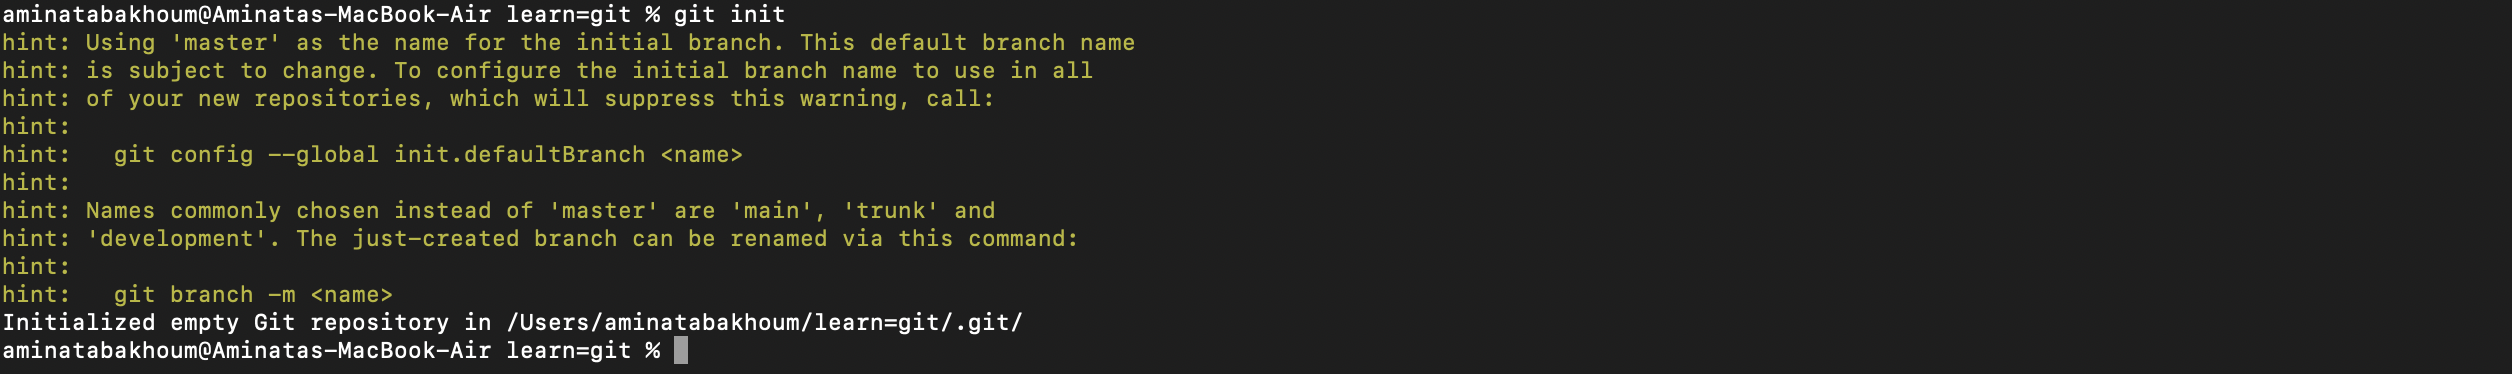 aminatabakhoum@Aminatas-MacBook-Air learn=git % git init
hint: Using 'master' as the name for the initial branch. This default branch name
hint: is subject to change. To configure the initial branch name to use in all
hint: of your new repositories, which will suppress this warning, call:
hint:
hint:   git config --global init.defaultBranch <name>
hint:
hint: Names commonly chosen instead of 'master' are 'main', 'trunk' and
hint: 'development'. The just-created branch can be renamed via this command:
hint:
hint:   git branch -m <name>
Initialized empty Git repository in /Users/aminatabakhoum/learn=git/.git/
aminatabakhoum@Aminatas-MacBook-Air learn=git %